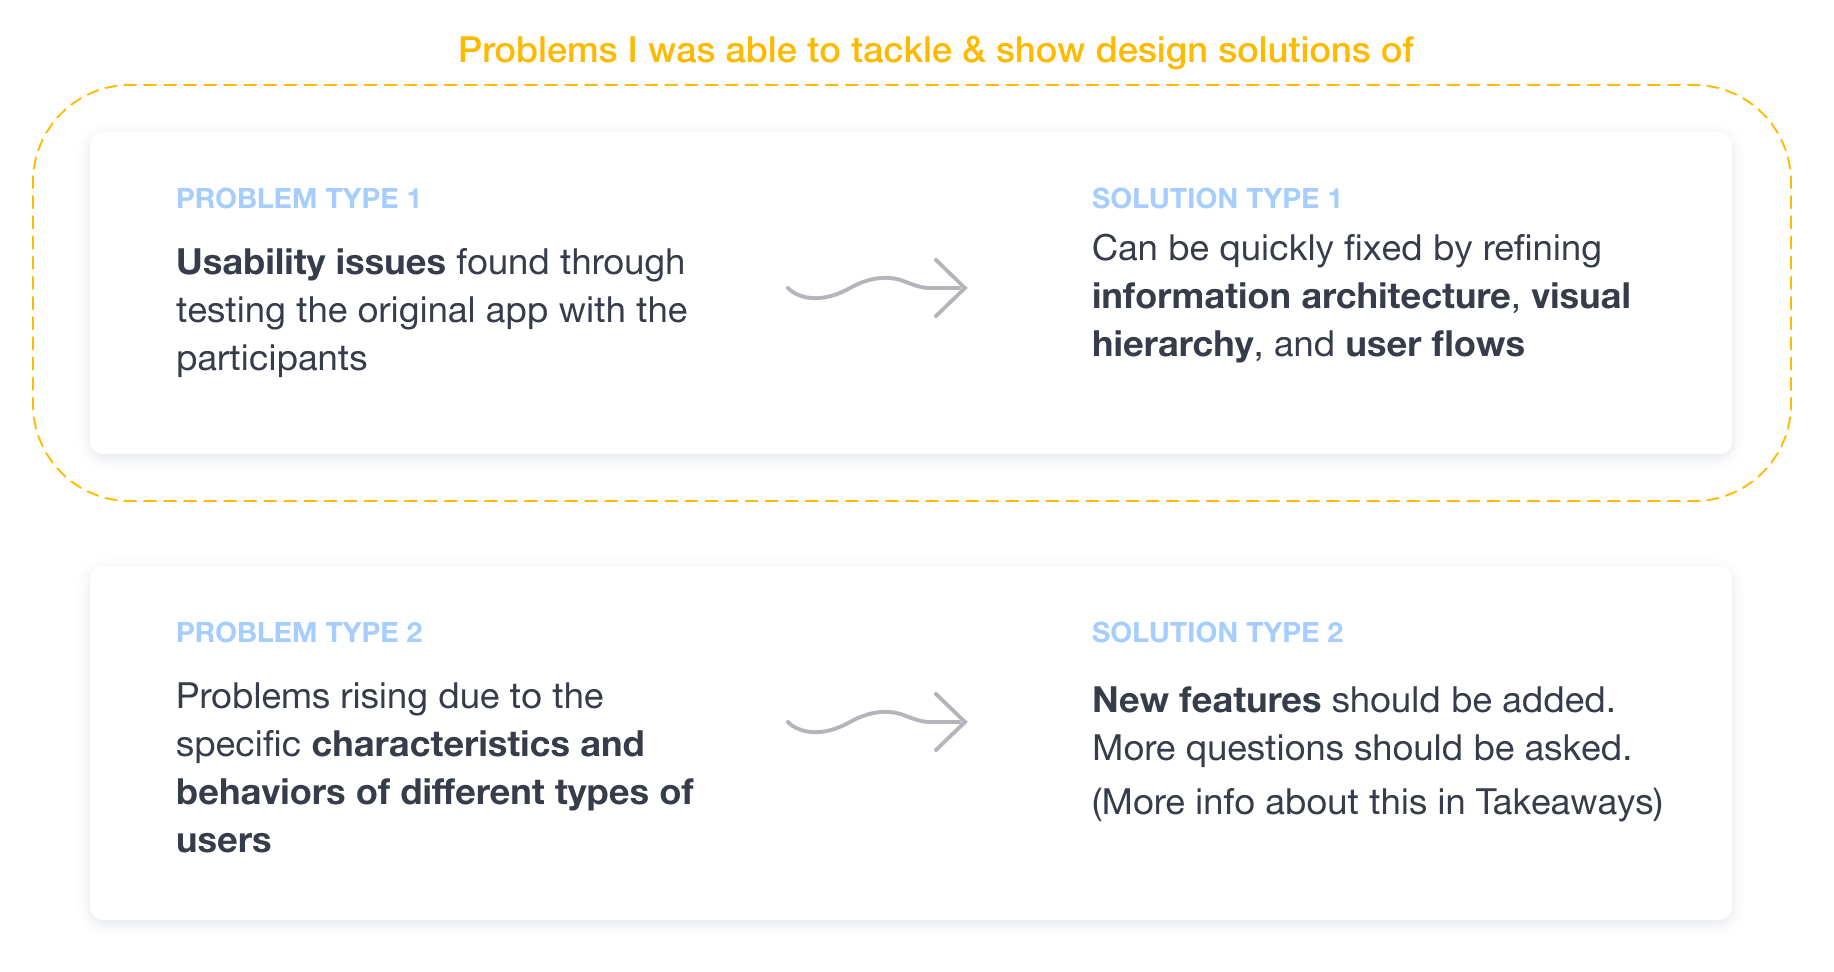 Problems I was able to tackle & show design solutions of
PROBLEM TYPE 1
Usability issues found through
testing the original app with the
participants
SOLUTION TYPE 1
Can be quickly fixed by refining
information architecture, visual
hierarchy, and user flows
PROBLEM TYPE 2
Problems rising due to the
specific characteristics and
behaviors of different types of
users
SOLUTION TYPE 2
New features should be added.
More questions should be asked.
(More info about this in Takeaways)